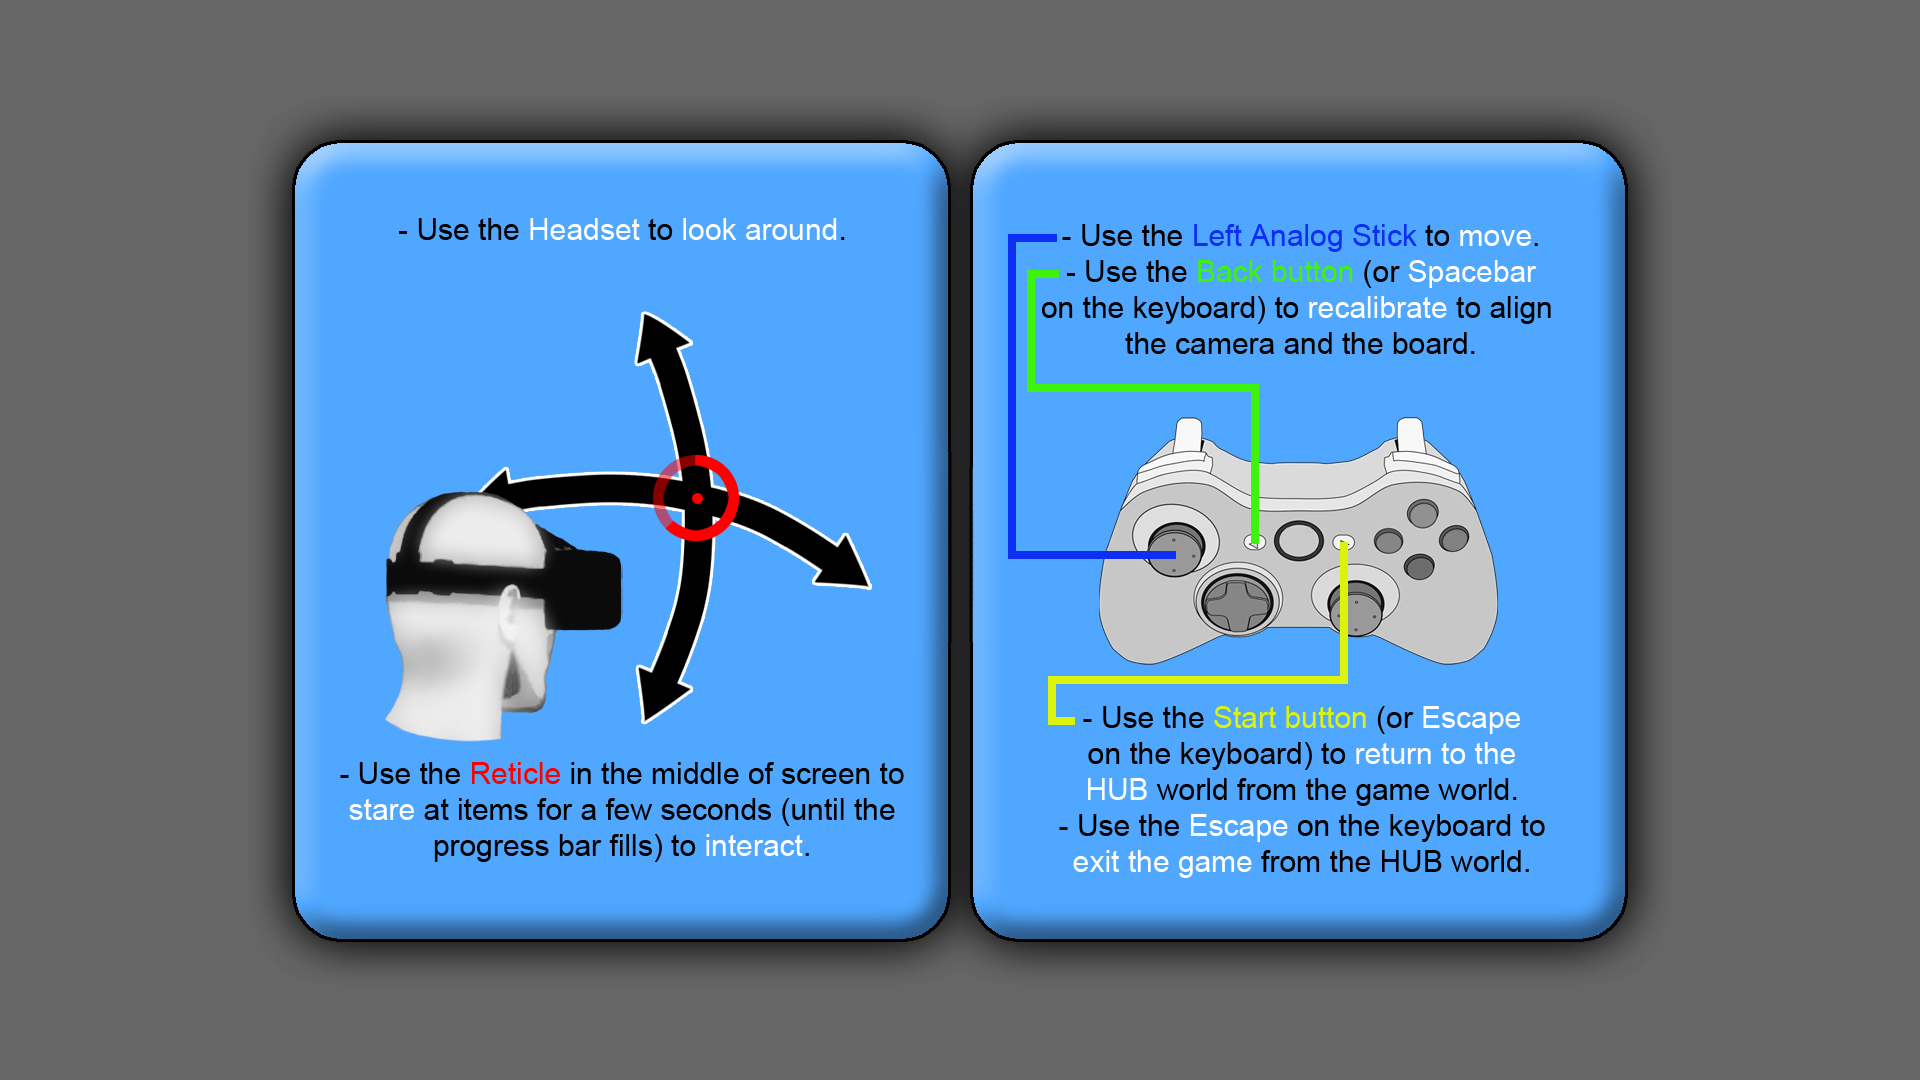 - Use the Headset to look around.
- Use the Reticle in the middle of screen to
stare at items for a few seconds (until the
progress bar fills) to interact.
- Use the Left Analog Stick to move.
- Use the Back button (or Spacebar
on the keyboard) to recalibrate to align
the camera and the board.
- Use the Start button (or Escape
on the keyboard) to return to the
HUB world from the game world.
- Use the Escape on the keyboard to
exit the game from the HUB world.